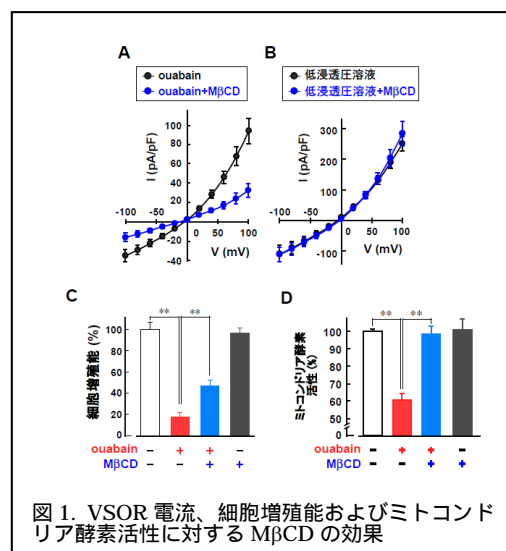 A
ouabain
ouabain+MβCD
I (pA/pF)
100
80
60
40
20
0
-20
-40
-100
-40
0
50
100
V (mV)
B
低浸透圧溶液
低浸透圧溶液+MβCD
I (pA/pF)
300
200
100
0
-100
-100
-40
0
50
100
V (mV)
C
細胞増殖能 (%)
100
80
60
40
20
0
** **
ouabain − + + −
MβCD − − + +
D
ミトコンドリア酵素
活性 (%)
100
90
80
70
60
50
0
** **
ouabain − + + −
MβCD − − + +
図 1. VSOR 電流、細胞増殖能およびミトコンド
リア酵素活性に対する MβCD の効果